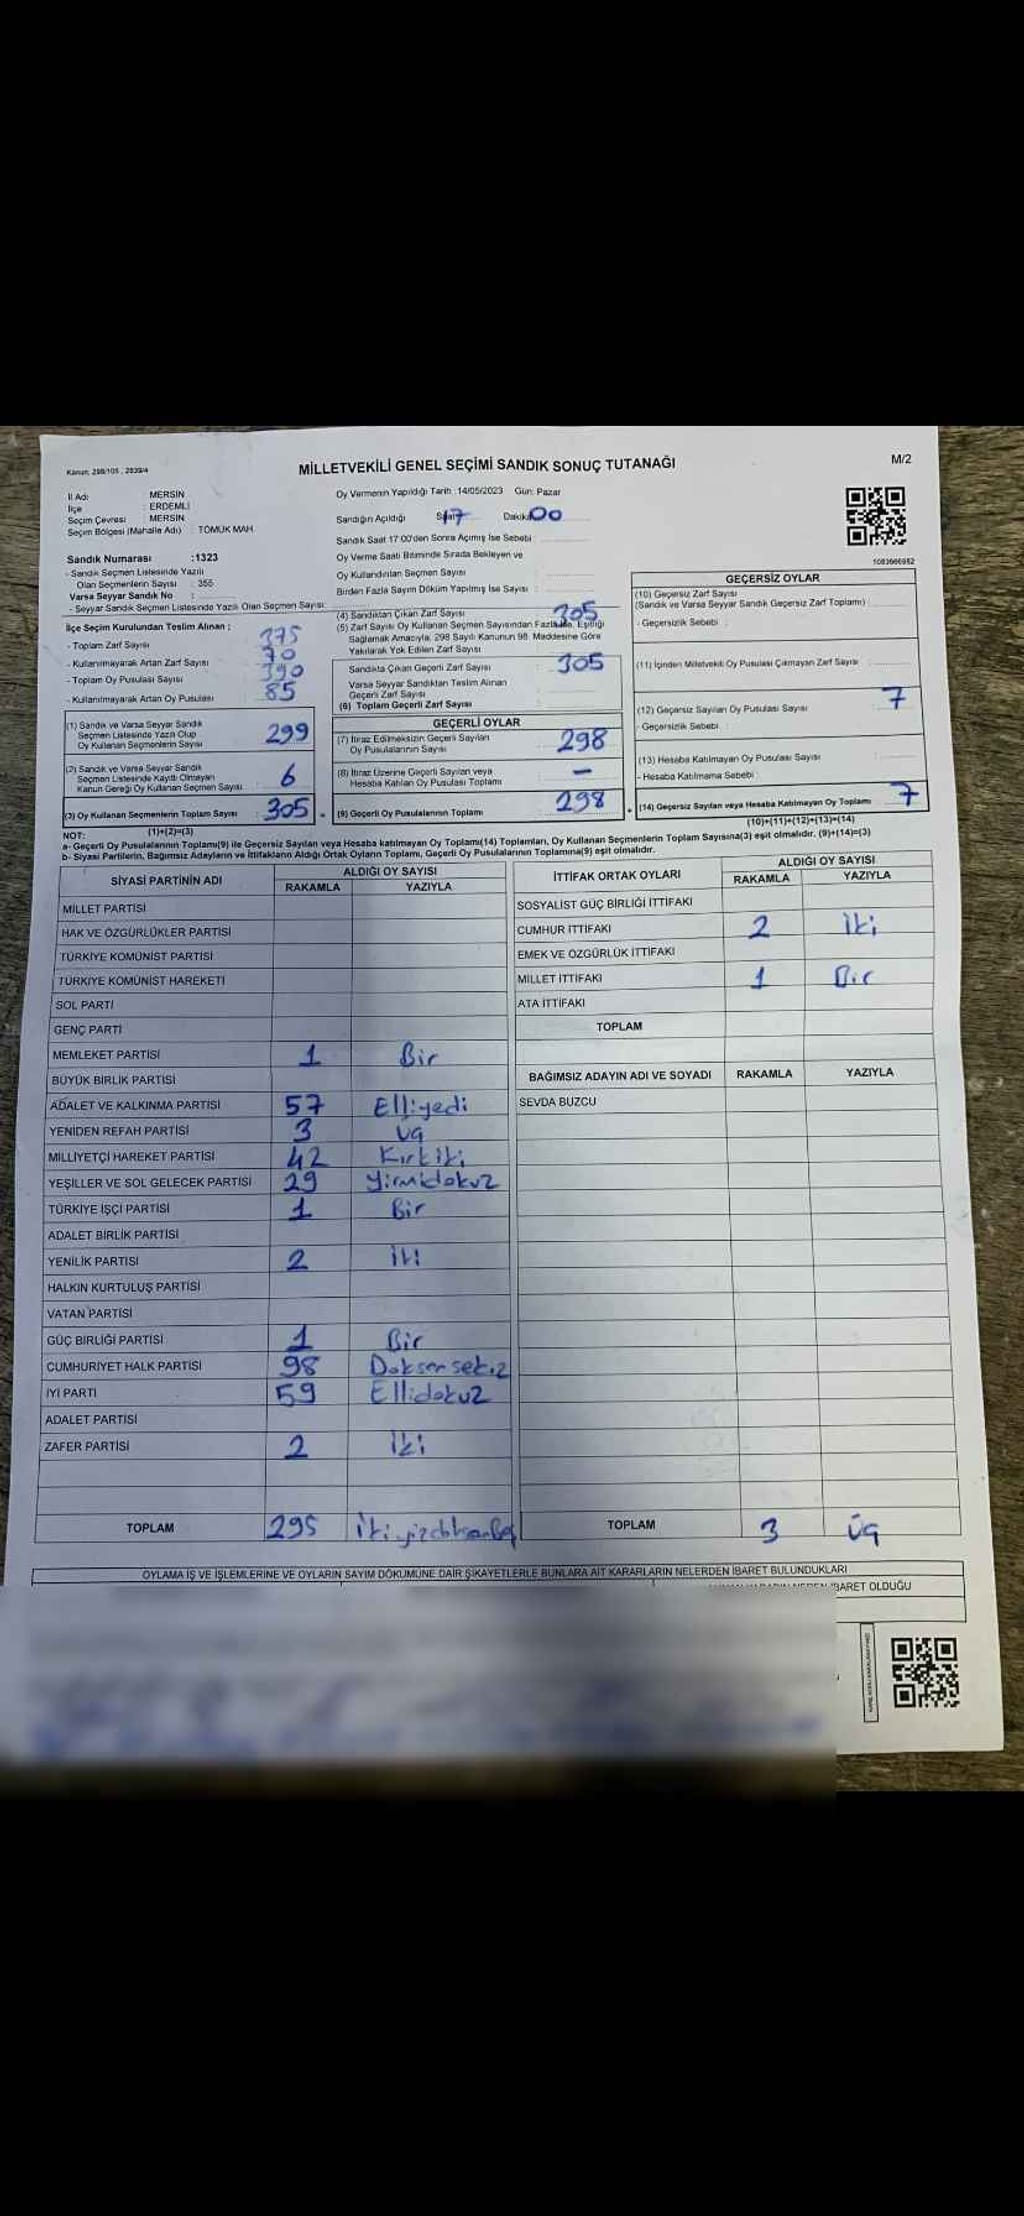 Kanun: 298/105 , 2839/4
MİLLETVEKİLİ GENEL SEÇİMİ SANDIK SONUÇ TUTANAĞI
M/2
İl Adı : MERSİN
İlçe : ERDEMLİ
Seçim Çevresi : MERSİN
Seçim Bölgesi (Mahalle Adı) : TÖMÜK MAH.
Oy Vermenin Yapıldığı Tarih :14/05/2023 Gün: Pazar
Sandığın Açıldığı Saat 17 Dakika 00
Sandık Saat 17:00'den Sonra Açımış İse Sebebi :
Oy Verme Saati Bitiminde Sırada Bekleyen ve
Oy Kullandırılan Seçmen Sayısı :
Birden Fazla Sayım Döküm Yapılmış İse Sayısı :
1083666952
Sandık Numarası :1323
- Sandık Seçmen Listesinde Yazılı
Olan Seçmenlerin Sayısı : 355
Varsa Seyyar Sandık No :
- Seyyar Sandık Seçmen Listesinde Yazılı Olan Seçmen Sayısı:
İlçe Seçim Kurulundan Teslim Alınan ;
- Toplam Zarf Sayısı 375
- Kullanılmayarak Artan Zarf Sayısı 70
- Toplam Oy Pusulası Sayısı 390
- Kullanılmayarak Artan Oy Pusulası 85
(1) Sandık ve Varsa Seyyar Sandık
Seçmen Listesinde Yazılı Olup
Oy Kullanan Seçmenlerin Sayısı 299
(2) Sandık ve Varsa Seyyar Sandık
Seçmen Listesinde Kayıtlı Olmayan
Kanun Gereği Oy Kullanan Seçmen Sayısı 6
(3) Oy Kullanan Seçmenlerin Toplam Sayısı 305
(1)+(2)=(3)
(4) Sandıktan Çıkan Zarf Sayısı 305
(5) Zarf Sayısı Oy Kullanan Seçmen Sayısından Fazla ise, Eşitliği
Sağlamak Amacıyla, 298 Sayılı Kanunun 98. Maddesine Göre
Yakılarak Yok Edilen Zarf Sayısı
Sandıkta Çıkan Geçerli Zarf Sayısı 305
Varsa Seyyar Sandıktan Teslim Alınan
Geçerli Zarf Sayısı
(6) Toplam Geçerli Zarf Sayısı
GEÇERLİ OYLAR
(7) İtiraz Edilmeksizin Geçerli Sayılan
Oy Pusulalarının Sayısı 298
(8) İtiraz Üzerine Geçerli Sayılan veya
Hesaba Katılan Oy Pusulası Toplamı —
(9) Geçerli Oy Pusulalarının Toplamı 298
GEÇERSİZ OYLAR
(10) Geçersiz Zarf Sayısı
(Sandık ve Varsa Seyyar Sandık Geçersiz Zarf Toplamı)
- Geçersizlik Sebebi :
(11) İçinden Milletvekili Oy Pusulası Çıkmayan Zarf Sayısı
(12) Geçersiz Sayılan Oy Pusulası Sayısı 7
- Geçersizlik Sebebi :
(13) Hesaba Katılmayan Oy Pusulası Sayısı
- Hesaba Katılmama Sebebi :
(14) Geçersiz Sayılan veya Hesaba Katılmayan Oy Toplamı 7
(10)+(11)+(12)+(13)=(14)
NOT:
a- Geçerli Oy Pusulalarının Toplamı(9) ile Geçersiz Sayılan veya Hesaba katılmayan Oy Toplamı(14) Toplamları, Oy Kullanan Seçmenlerin Toplam Sayısına(3) eşit olmalıdır. (9)+(14)=(3)
b- Siyasi Partilerin, Bağımsız Adayların ve İttifakların Aldığı Ortak Oyların Toplamı, Geçerli Oy Pusulalarının Toplamına(9) eşit olmalıdır.
SİYASİ PARTİNİN ADI ALDIĞI OY SAYISI
RAKAMLA YAZIYLA
MİLLET PARTİSİ
HAK VE ÖZGÜRLÜKLER PARTİSİ
TÜRKİYE KOMÜNİST PARTİSİ
TÜRKİYE KOMÜNİST HAREKETİ
SOL PARTİ
GENÇ PARTİ
MEMLEKET PARTİSİ 1 Bir
BÜYÜK BİRLİK PARTİSİ
ADALET VE KALKINMA PARTİSİ 57 Elliyedi
YENİDEN REFAH PARTİSİ 3 Üç
MİLLİYETÇİ HAREKET PARTİSİ 42 Kırkiki
YEŞİLLER VE SOL GELECEK PARTİSİ 29 yirmidokuz
TÜRKİYE İŞÇİ PARTİSİ 1 Bir
ADALET BİRLİK PARTİSİ
YENİLİK PARTİSİ 2 iki
HALKIN KURTULUŞ PARTİSİ
VATAN PARTİSİ
GÜÇ BİRLİĞİ PARTİSİ 1 Bir
CUMHURİYET HALK PARTİSİ 98 Doksansekiz
İYİ PARTİ 59 Ellidokuz
ADALET PARTİSİ
ZAFER PARTİSİ 2 iki
TOPLAM 295 ikiyüzdoksanbeş
İTTİFAK ORTAK OYLARI ALDIĞI OY SAYISI
RAKAMLA YAZIYLA
SOSYALİST GÜÇ BİRLİĞİ İTTİFAKI
CUMHUR İTTİFAKI 2 iki
EMEK VE ÖZGÜRLÜK İTTİFAKI
MİLLET İTTİFAKI 1 Bir
ATA İTTİFAKI
TOPLAM
BAĞIMSIZ ADAYIN ADI VE SOYADI RAKAMLA YAZIYLA
SEVDA BUZCU
TOPLAM 3 Üç
OYLAMA İŞ VE İŞLEMLERİNE VE OYLARIN SAYIM DÖKÜMÜNE DAİR ŞİKAYETLERLE BUNLARA AİT KARARLARIN NELERDEN İBARET BULUNDUKLARI
İBARET OLDUĞU